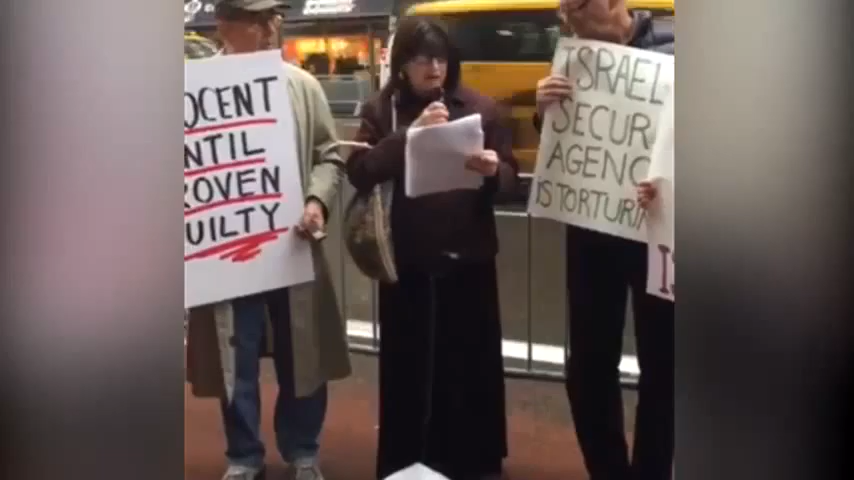 OCENT
NTIL
ROVEN
UILTY
ISRAEL
SECUR
AGENC
IS TORTURI